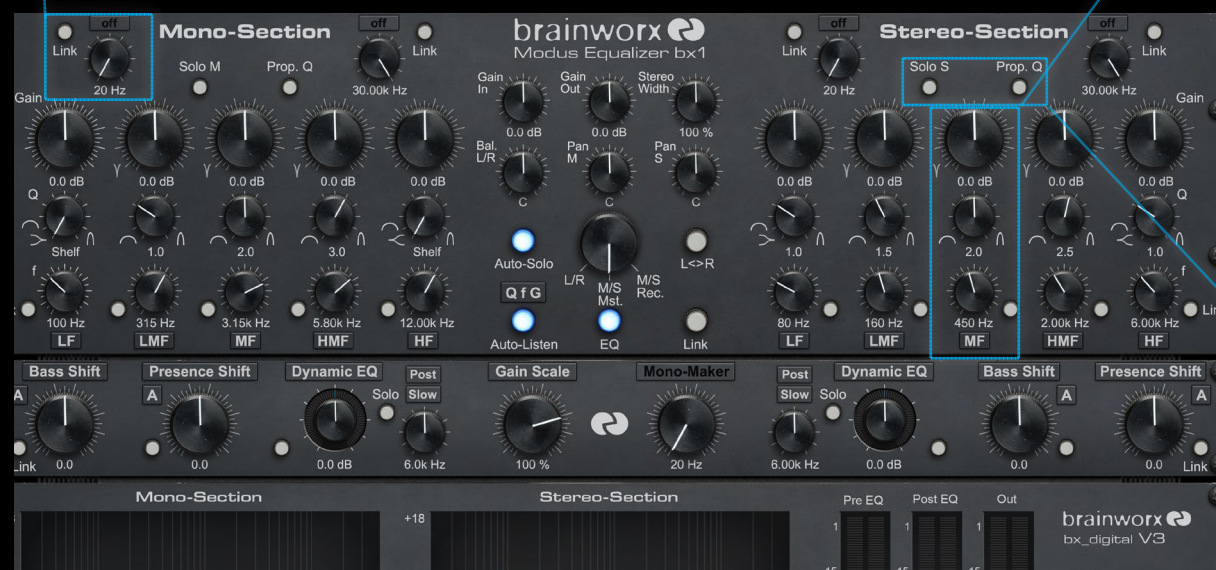 off
off
off
off
Mono-Section
brainworx
Modus Equalizer bx1
Stereo-Section
Link
20 Hz
Solo M
Prop. Q
30.00k Hz
Link
Link
20 Hz
Solo S
Prop. Q
30.00k Hz
Link
Gain In
Gain Out
Stereo Width
0.0 dB
0.0 dB
100 %
Gain
Gain
0.0 dB
0.0 dB
0.0 dB
0.0 dB
0.0 dB
Bal. L/R
Pan M
Pan S
C
C
C
0.0 dB
0.0 dB
0.0 dB
0.0 dB
0.0 dB
Q
Q
Shelf
1.0
2.0
3.0
Shelf
1.0
1.5
2.0
2.5
1.0
Auto-Solo
L/R
M/S Mst.
M/S Rec.
L<>R
f
f
100 Hz
315 Hz
3.15k Hz
5.80k Hz
12.00k Hz
Q f G
80 Hz
160 Hz
450 Hz
2.00k Hz
6.00k Hz
LF
LMF
MF
HMF
HF
Auto-Listen
EQ
Link
LF
LMF
MF
HMF
HF
Bass Shift
Presence Shift
Dynamic EQ
Post
Gain Scale
Mono-Maker
Post
Dynamic EQ
Bass Shift
Presence Shift
A
A
Solo
Slow
Slow
Solo
A
A
Link
0.0
0.0
0.0 dB
6.0k Hz
100 %
20 Hz
6.00k Hz
0.0 dB
0.0
0.0
Link
Mono-Section
Stereo-Section
Pre EQ
Post EQ
Out
+18
1
1
1
brainworx
bx_digital V3
15
15
15